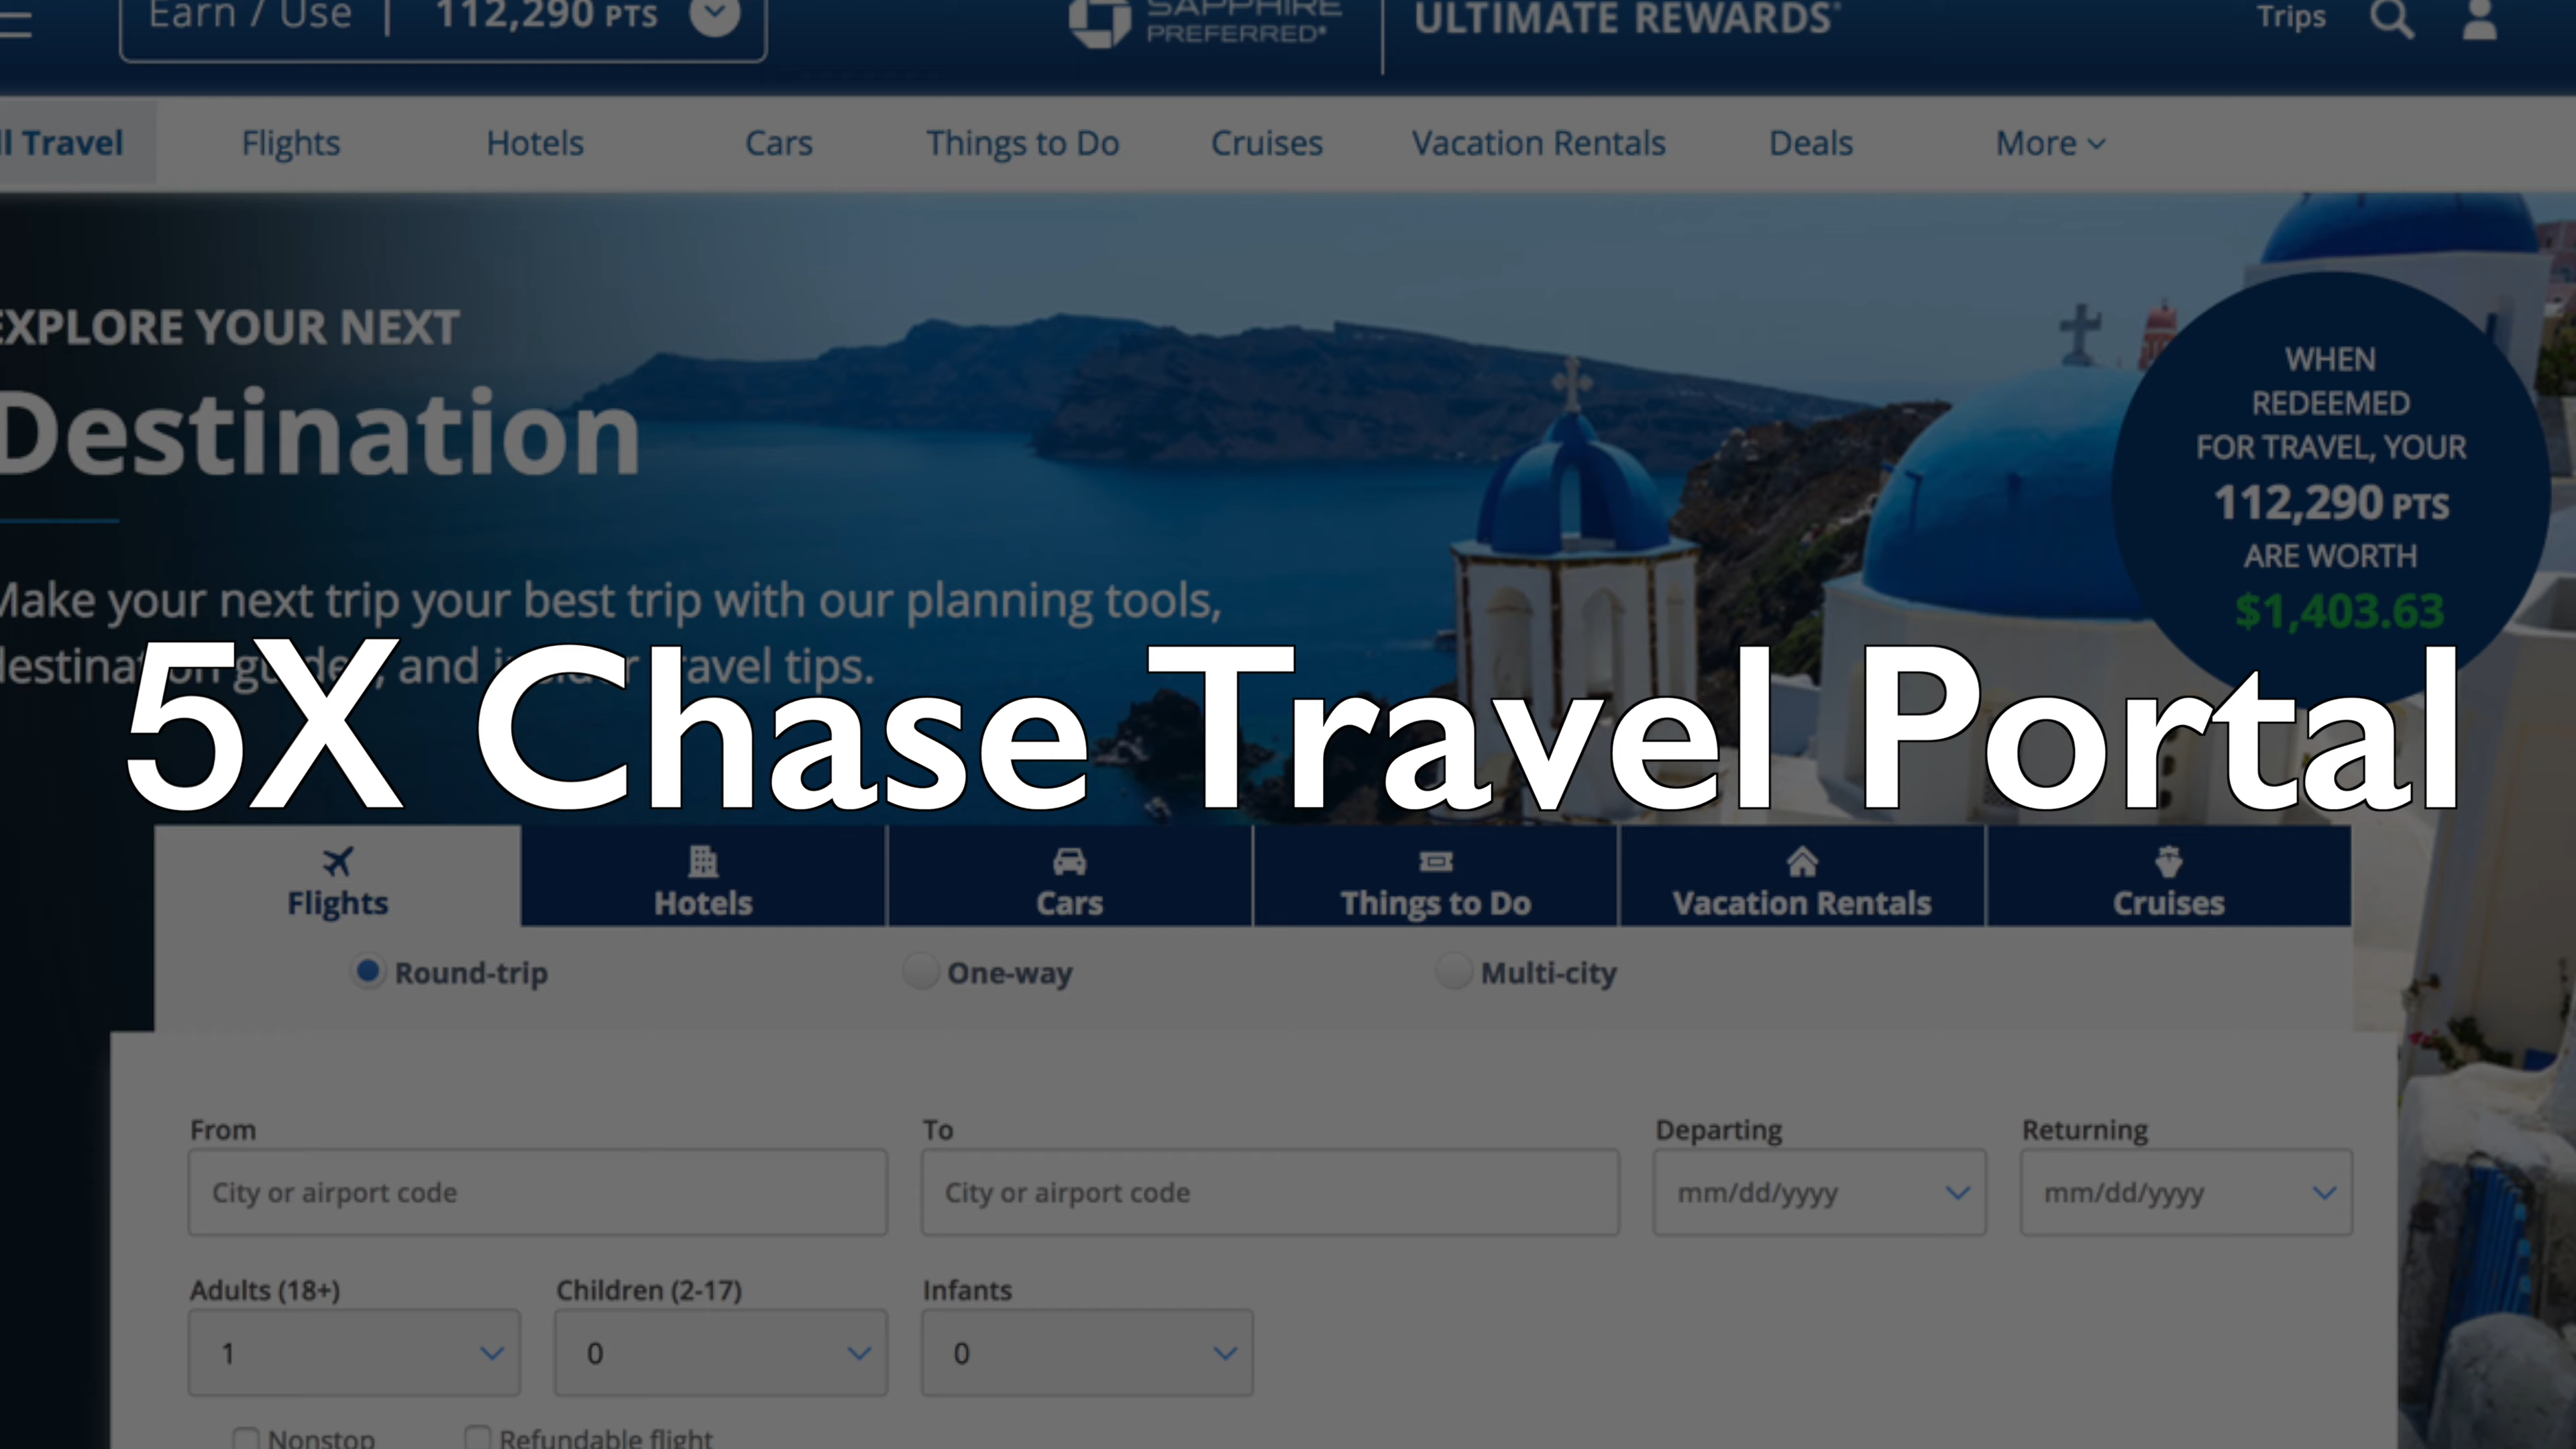 Earn / Use | 112,290 PTS
SAPPHIRE
PREFERRED®
ULTIMATE REWARDS®
Trips
ll Travel
Flights
Hotels
Cars
Things to Do
Cruises
Vacation Rentals
Deals
More
EXPLORE YOUR NEXT
Destination
Make your next trip your best trip with our planning tools,
and
travel tips.
WHEN
REDEEMED
FOR TRAVEL, YOUR
112,290 PTS
ARE WORTH
$1,403.63
5X Chase Travel Portal
Flights
Hotels
Cars
Things to Do
Vacation Rentals
Cruises
Round-trip
One-way
Multi-city
From
To
Departing
Returning
City or airport code
City or airport code
mm/dd/yyyy
mm/dd/yyyy
Adults (18+)
Children (2-17)
Infants
1
0
0
Nonstop
Refundable flight